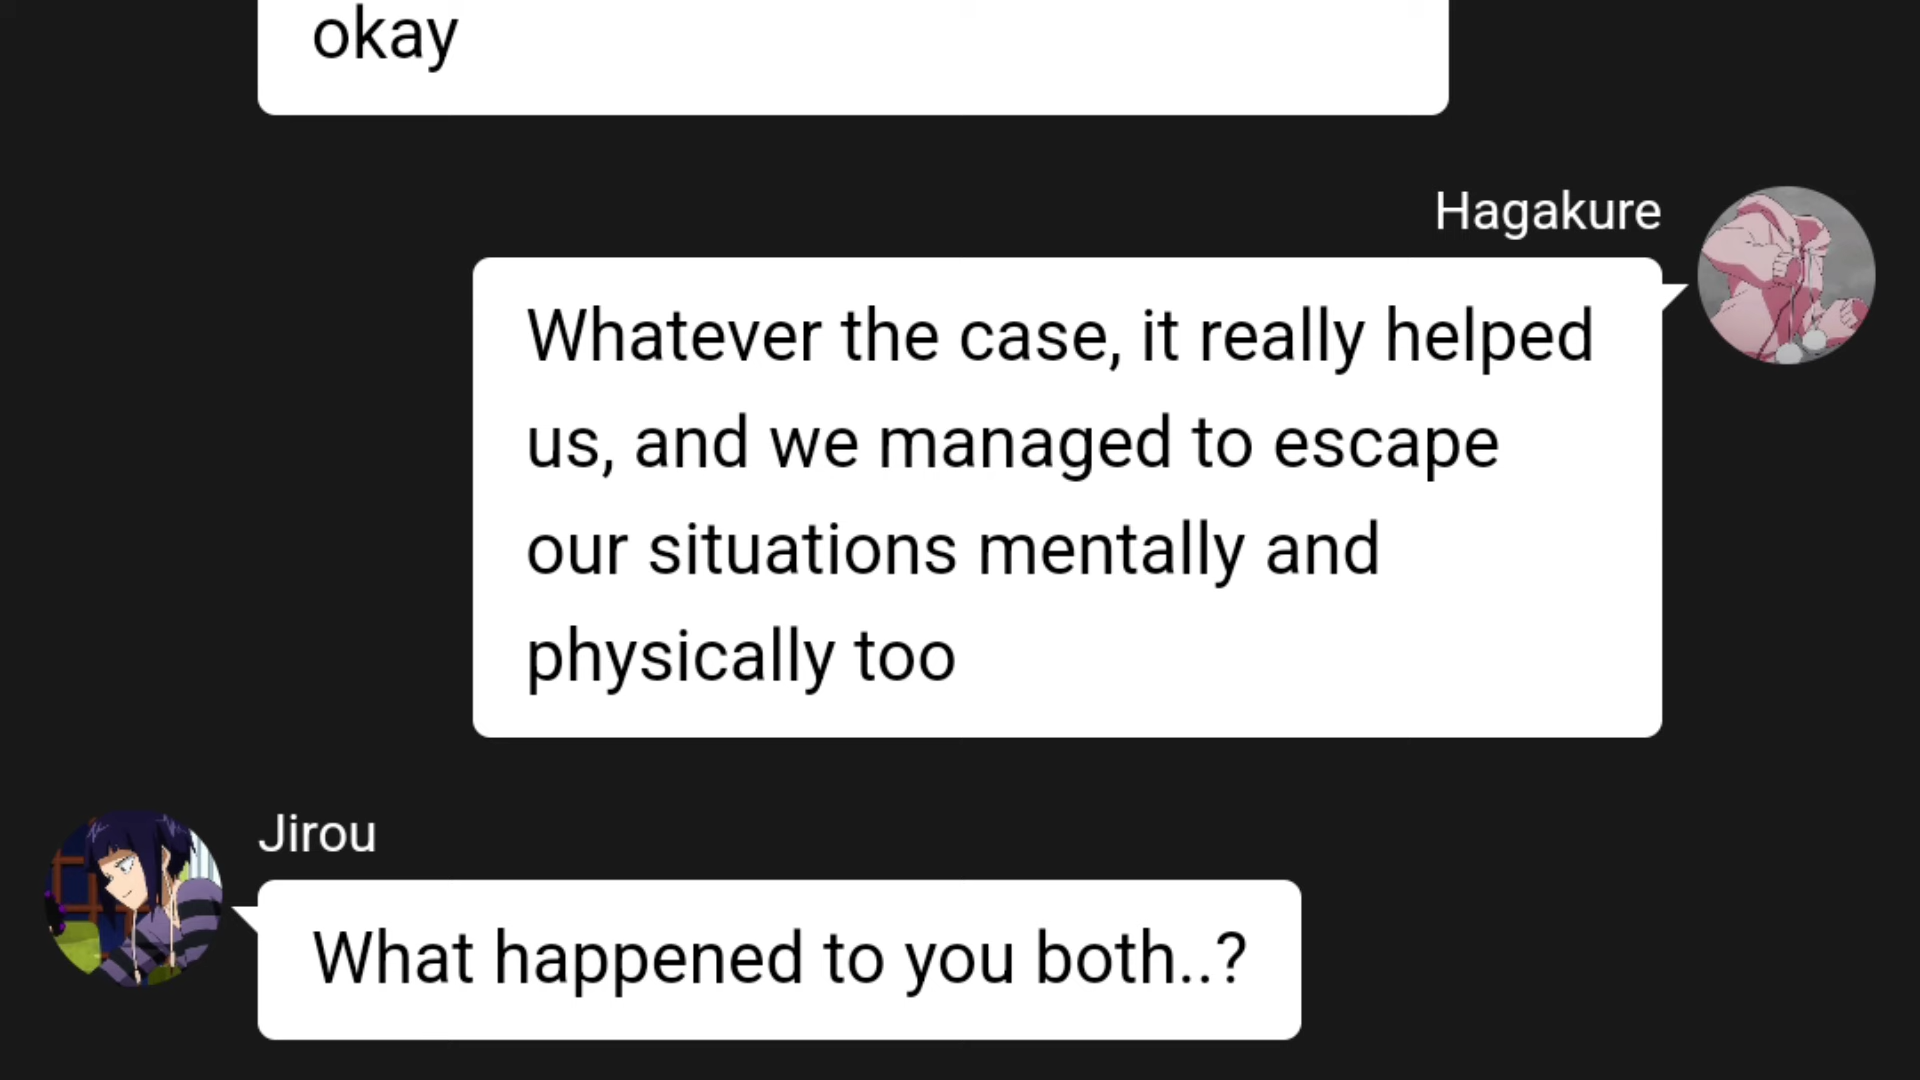 okay
Hagakure
Whatever the case, it really helped
us, and we managed to escape
our situations mentally and
physically too
Jirou
What happened to you both..?